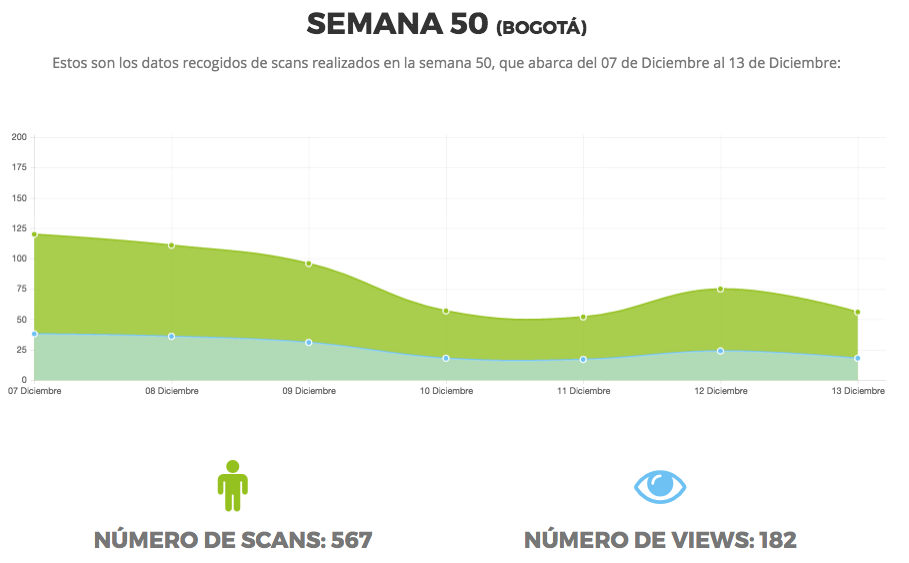 SEMANA 50 (BOGOTÁ)
Estos son los datos recogidos de scans realizados en la semana 50, que abarca del 07 de Diciembre al 13 de Diciembre:
200
175
150
125
100
75
50
25
0
07 Diciembre 08 Diciembre 09 Diciembre 10 Diciembre 11 Diciembre 12 Diciembre 13 Diciembre
NÚMERO DE SCANS: 567 NÚMERO DE VIEWS: 182